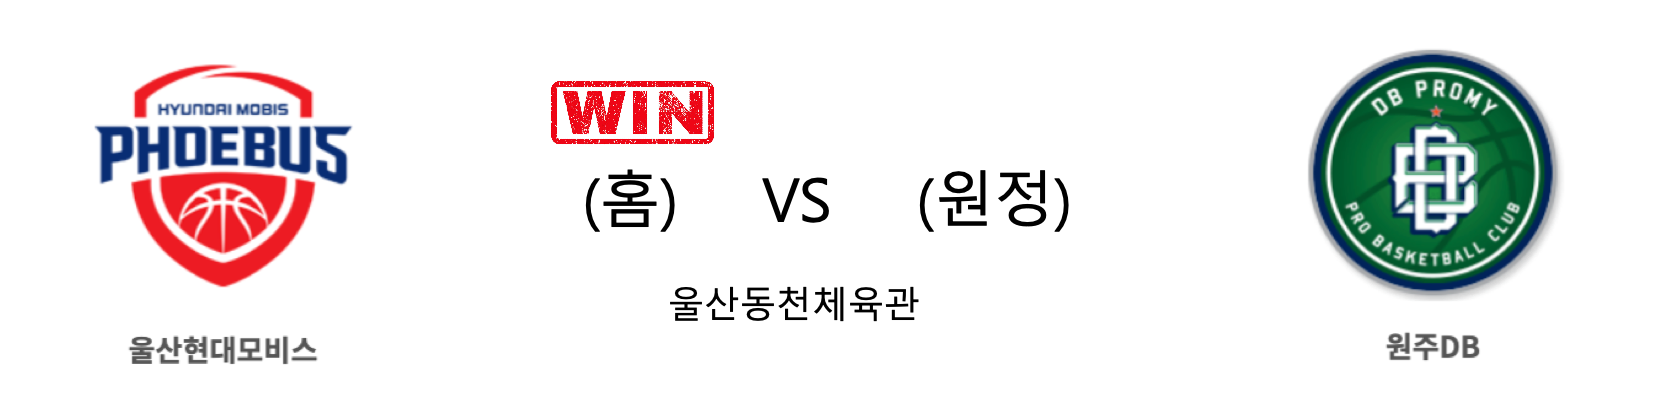 HYUNDAI MOBIS
PHOEBUS
울산현대모비스
WIN
(홈) VS (원정)
울산동천체육관
DB PROMY
DB
PRO BASKETBALL CLUB
원주DB